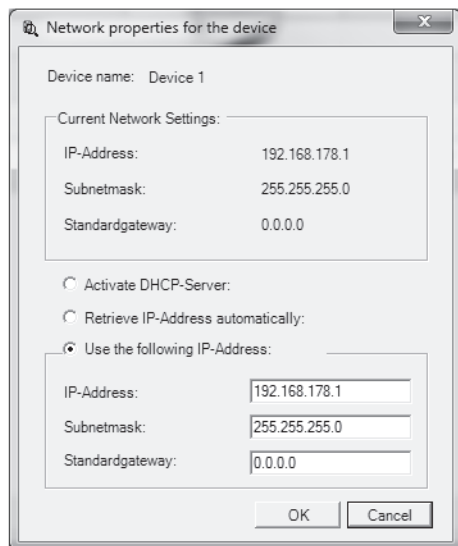 Network properties for the device
Device name: Device 1
Current Network Settings:
IP-Address: 192.168.178.1
Subnetmask: 255.255.255.0
Standardgateway: 0.0.0.0
Activate DHCP-Server:
Retrieve IP-Address automatically:
Use the following IP-Address:
IP-Address: 192.168.178.1
Subnetmask: 255.255.255.0
Standardgateway: 0.0.0.0
OK Cancel